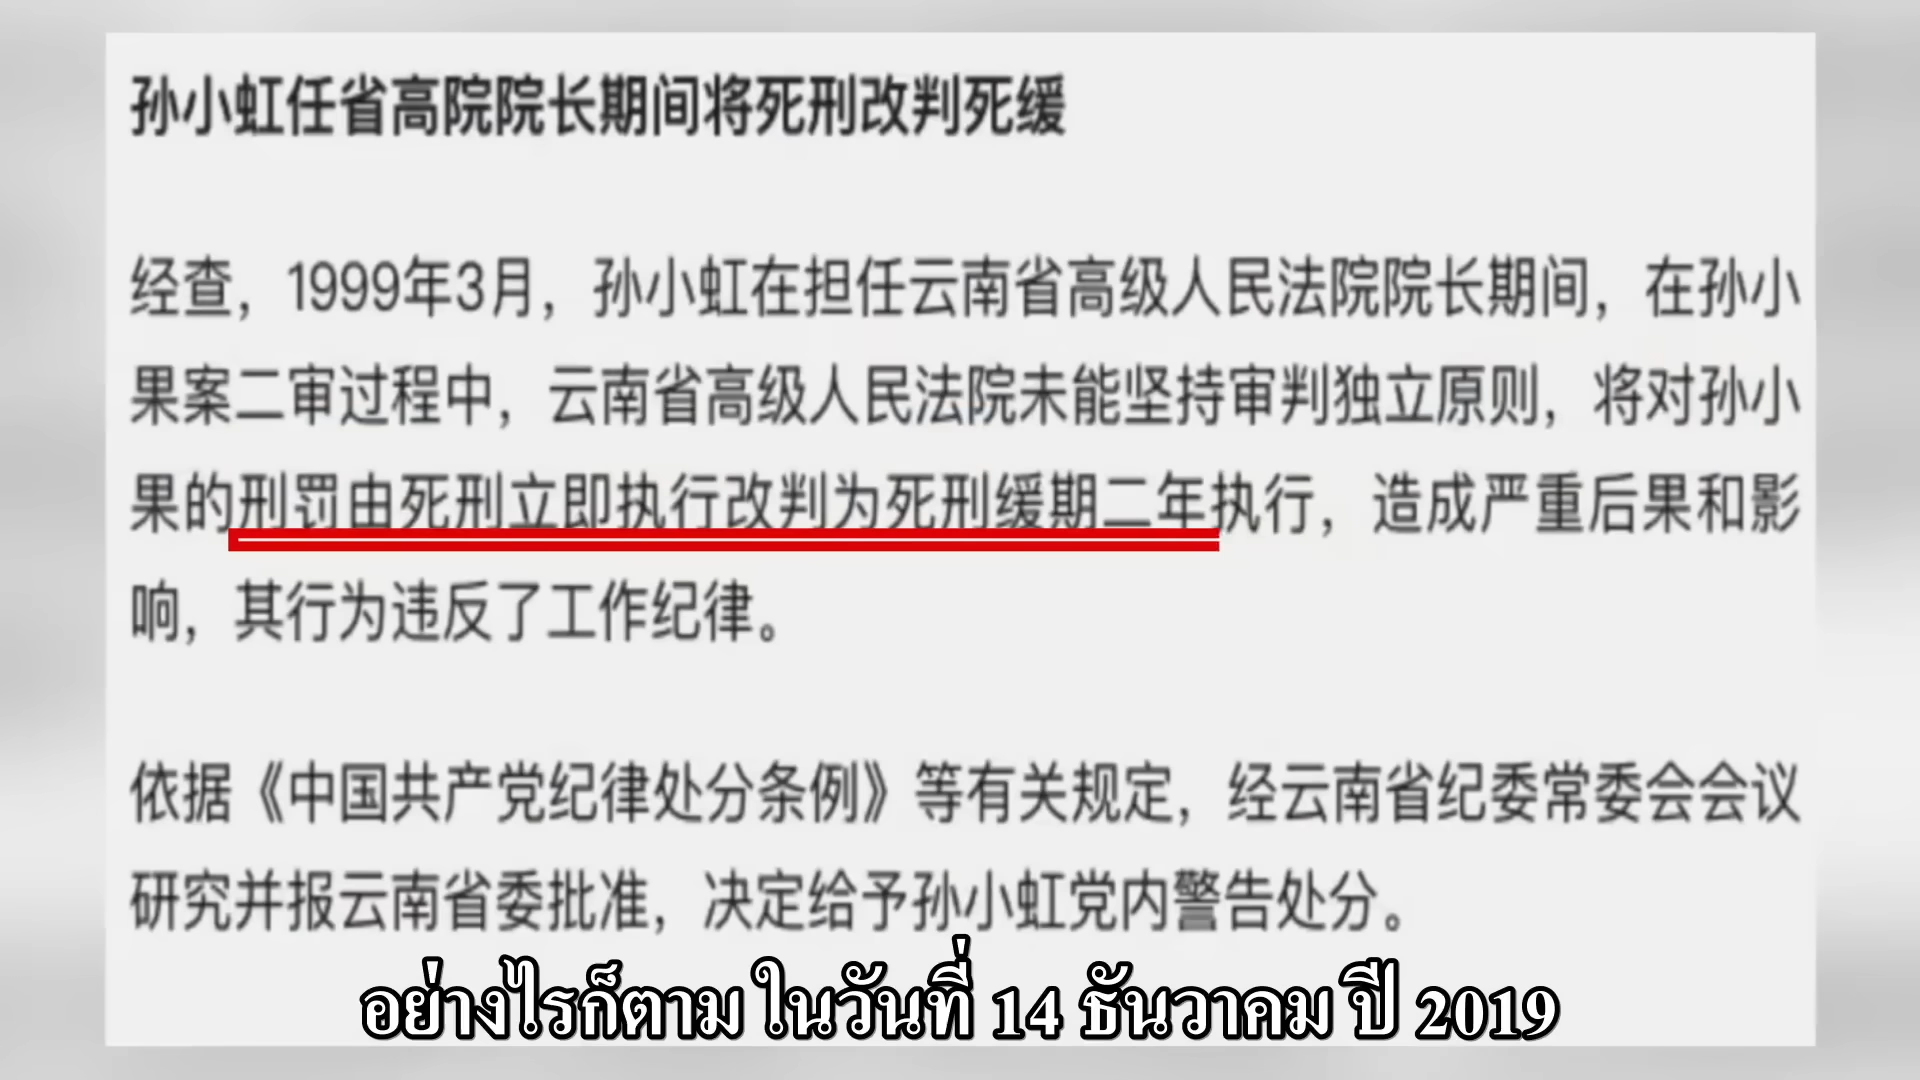 孙小虹任省高院院长期间将死刑改判死缓
经查，1999年3月，孙小虹在担任云南省高级人民法院院长期间，在孙小
果案二审过程中，云南省高级人民法院未能坚持审判独立原则，将对孙小
果的刑罚由死刑立即执行改判为死刑缓期二年执行，造成严重后果和影
响，其行为违反了工作纪律。
依据《中国共产党纪律处分条例》等有关规定，经云南省纪委常委会会议
研究并报云南省委批准，决定给予孙小虹党内警告处分。
อย่างไรก็ตาม ในวันที่ 14 ธันวาคม ปี 2019